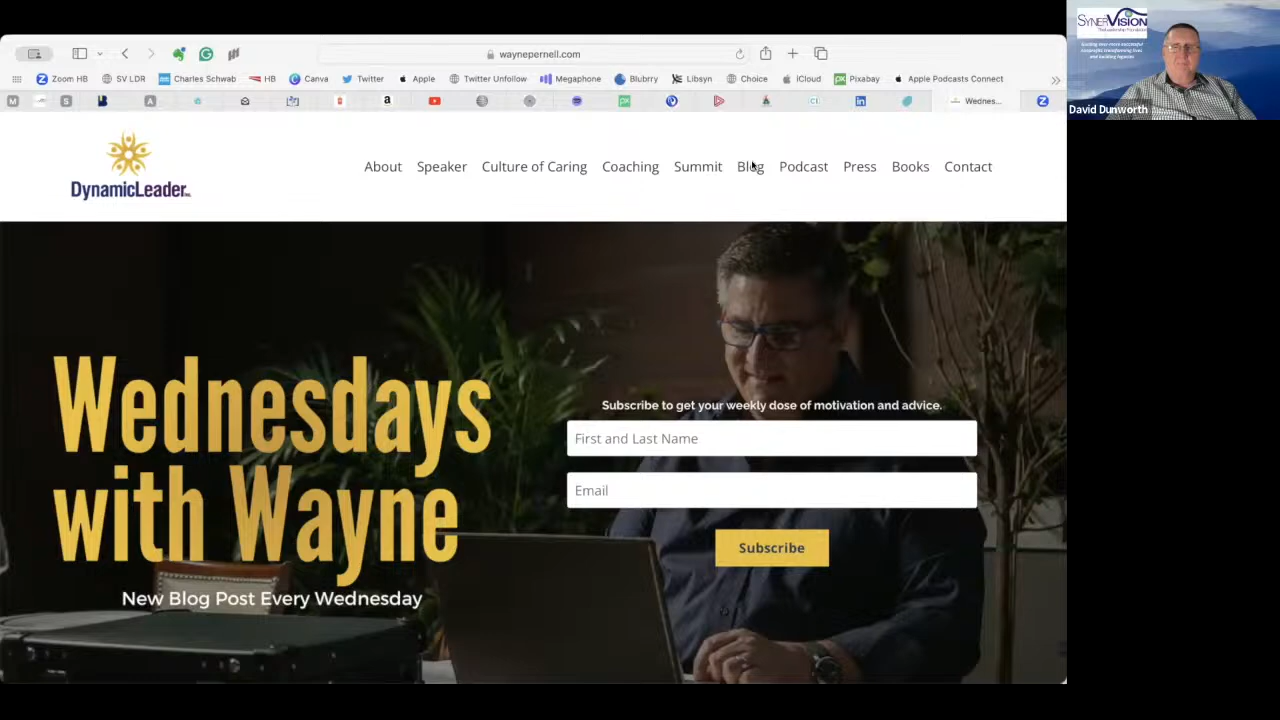 waynepernell.com
Zoom HB SV LDR Charles Schwab HB Canva Twitter Apple Twitter Unfollow Megaphone Blubrry Libsyn Choice iCloud Pixabay Apple Podcasts Connect
Wednes...
DynamicLeader
About Speaker Culture of Caring Coaching Summit Blog Podcast Press Books Contact
Wednesdays
with Wayne
New Blog Post Every Wednesday
Subscribe to get your weekly dose of motivation and advice.
First and Last Name
Email
Subscribe
SYNERVISION
David Dunworth